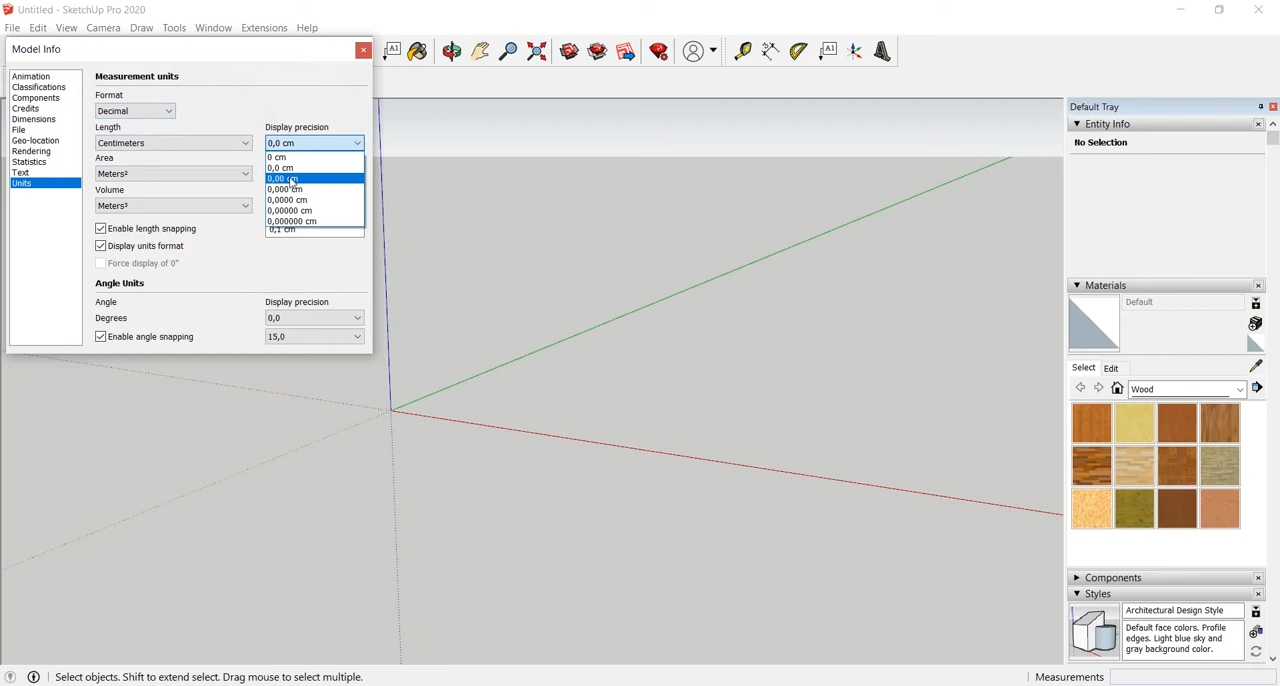 Untitled - SketchUp Pro 2020
File Edit View Camera Draw Tools Window Extensions Help
Model Info
Animation
Classifications
Components
Credits
Dimensions
File
Geo-location
Rendering
Statistics
Text
Units
Measurement units
Format
Decimal
Length
Display precision
Centimeters
0,0 cm
0 cm
0,0 cm
0,00 cm
0,000 cm
0,0000 cm
0,00000 cm
0,000000 cm
0,1 cm
Area
Meters²
Volume
Meters³
Enable length snapping
Display units format
Force display of 0"
Angle Units
Angle
Display precision
Degrees
0,0
Enable angle snapping
15,0
A1
A1
Default Tray
Entity Info
No Selection
Materials
Default
Select Edit
Wood
Components
Styles
Architectural Design Style
Default face colors. Profile
edges. Light blue sky and
gray background color.
Select objects. Shift to extend select. Drag mouse to select multiple.
Measurements